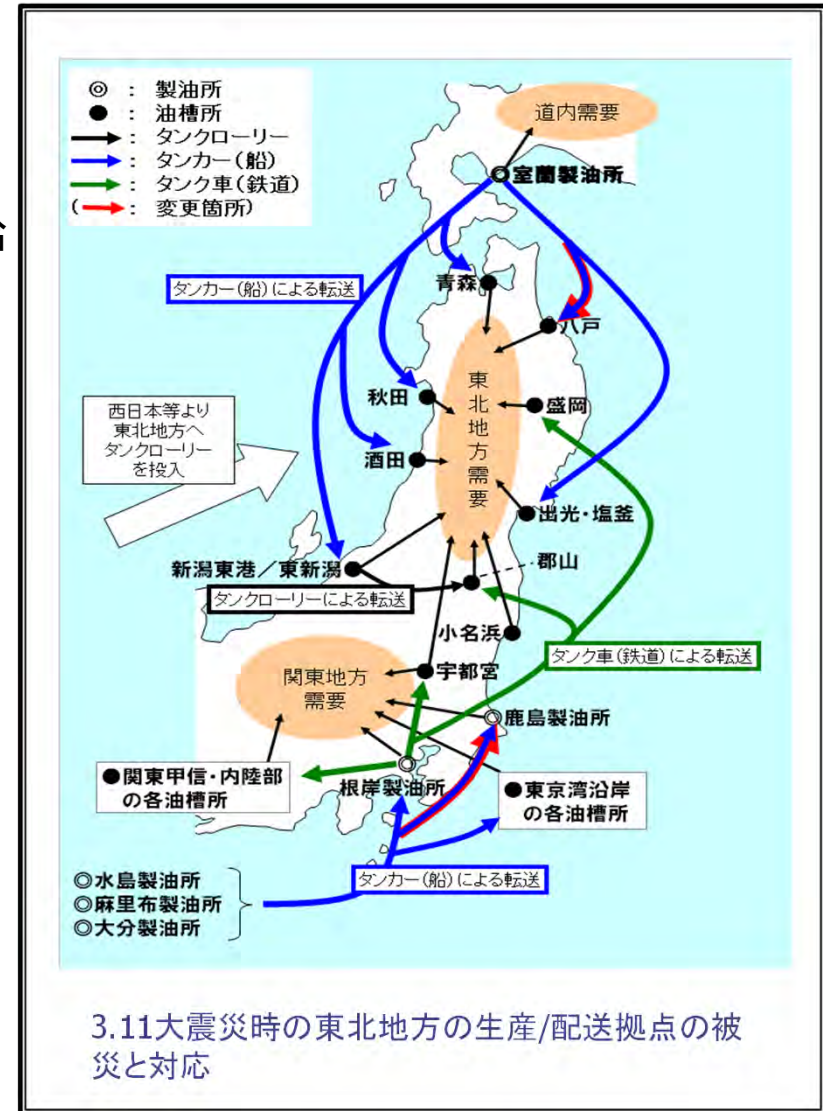 ◎ : 製油所
● : 油槽所
→ : タンクローリー
→ : タンカー(船)
→ : タンク車(鉄道)
(→ : 変更箇所)
道内需要
◎室蘭製油所
タンカー(船)による転送
青森
八戸
西日本等より
東北地方へ
タンクローリー
を投入
秋田
東北地方需要
盛岡
酒田
出光・塩釜
新潟東港/東新潟
郡山
タンクローリーによる転送
小名浜
タンク車(鉄道)による転送
関東地方
需要
宇都宮
鹿島製油所
●関東甲信・内陸部
の各油槽所
根岸製油所
●東京湾沿岸
の各油槽所
◎水島製油所
◎麻里布製油所
◎大分製油所
タンカー(船)による転送
3.11大震災時の東北地方の生産/配送拠点の被
災と対応